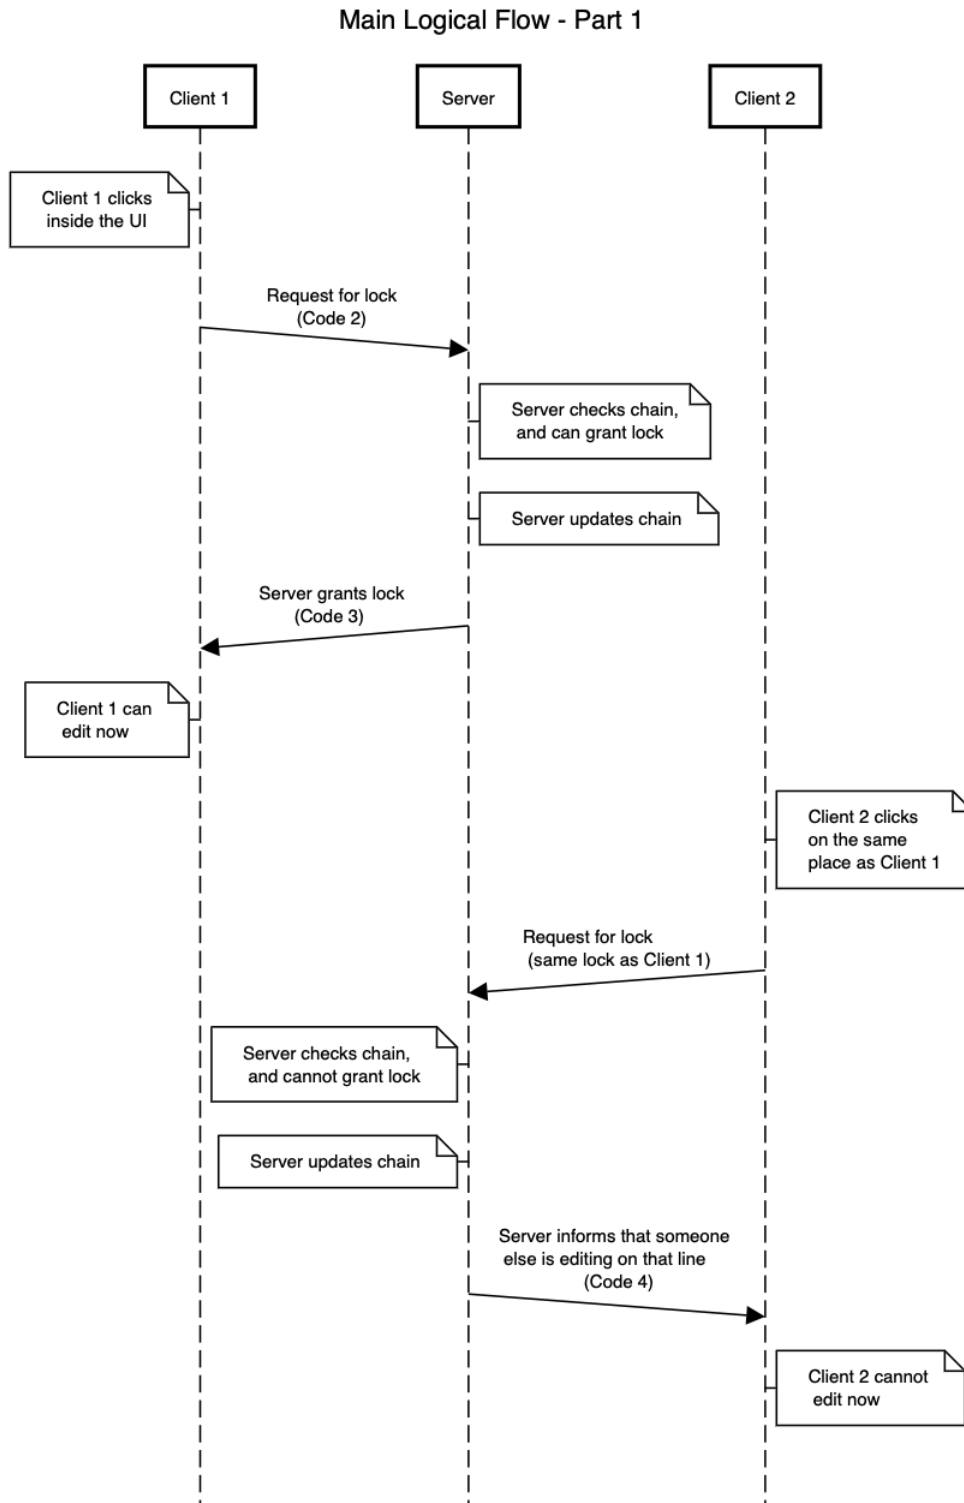 Main Logical Flow - Part 1
Client 1
Server
Client 2
Client 1 clicks
inside the UI
Request for lock
(Code 2)
Server checks chain,
and can grant lock
Server updates chain
Server grants lock
(Code 3)
Client 1 can
edit now
Client 2 clicks
on the same
place as Client 1
Request for lock
(same lock as Client 1)
Server checks chain,
and cannot grant lock
Server updates chain
Server informs that someone
else is editing on that line
(Code 4)
Client 2 cannot
edit now